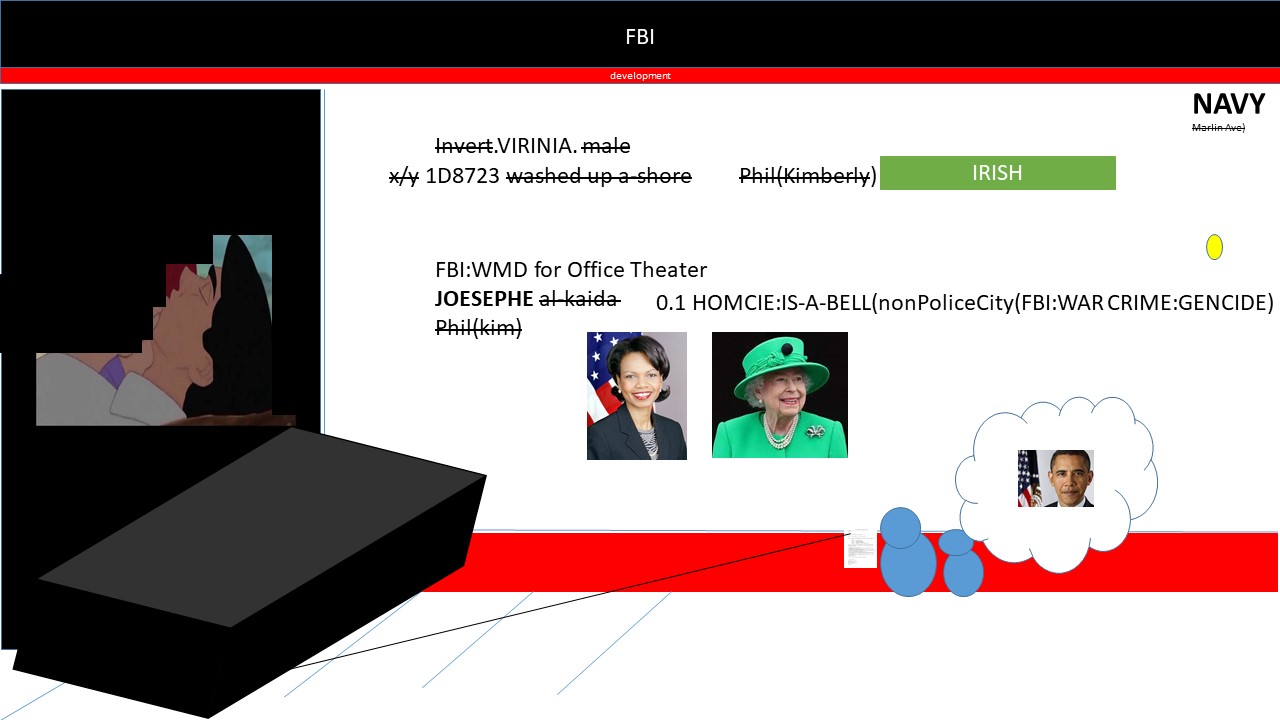 FBI
development
NAVY
Marlin Ave)
Invert.VIRINIA. male
x/y 1D8723 washed up a-shore
Phil(Kimberly)
IRISH
FBI:WMD for Office Theater
JOESEPHE al-kaida
0.1 HOMCIE:IS-A-BELL(nonPoliceCity(FBI:WAR CRIME:GENCIDE)
Phil(kim)